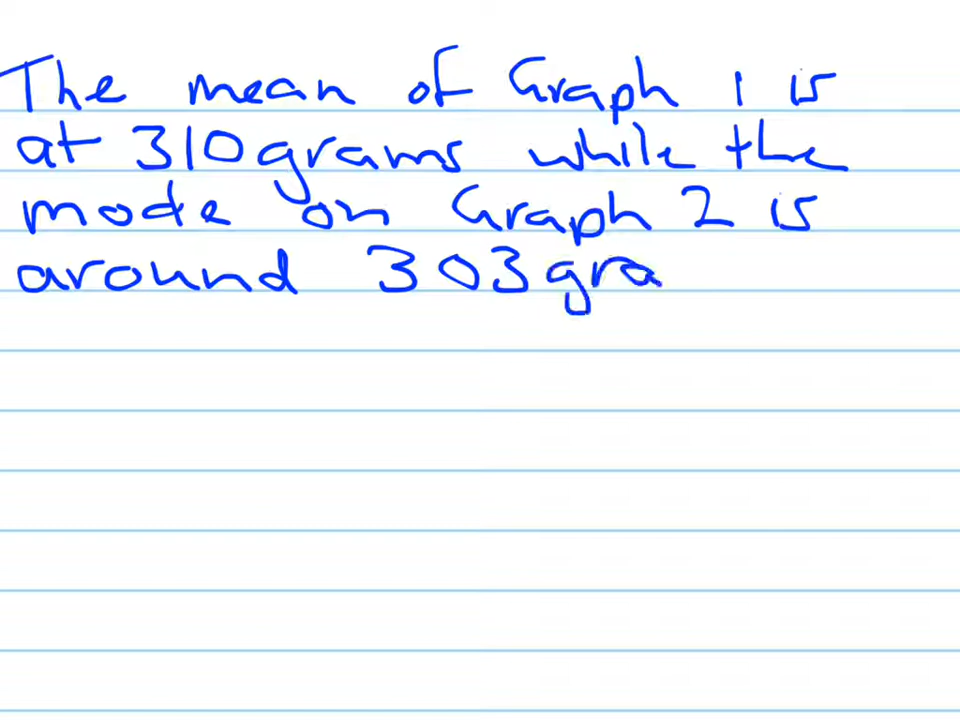 The mean of Graph 1 is
at 310grams while the
mode on Graph 2 is
around 303gra